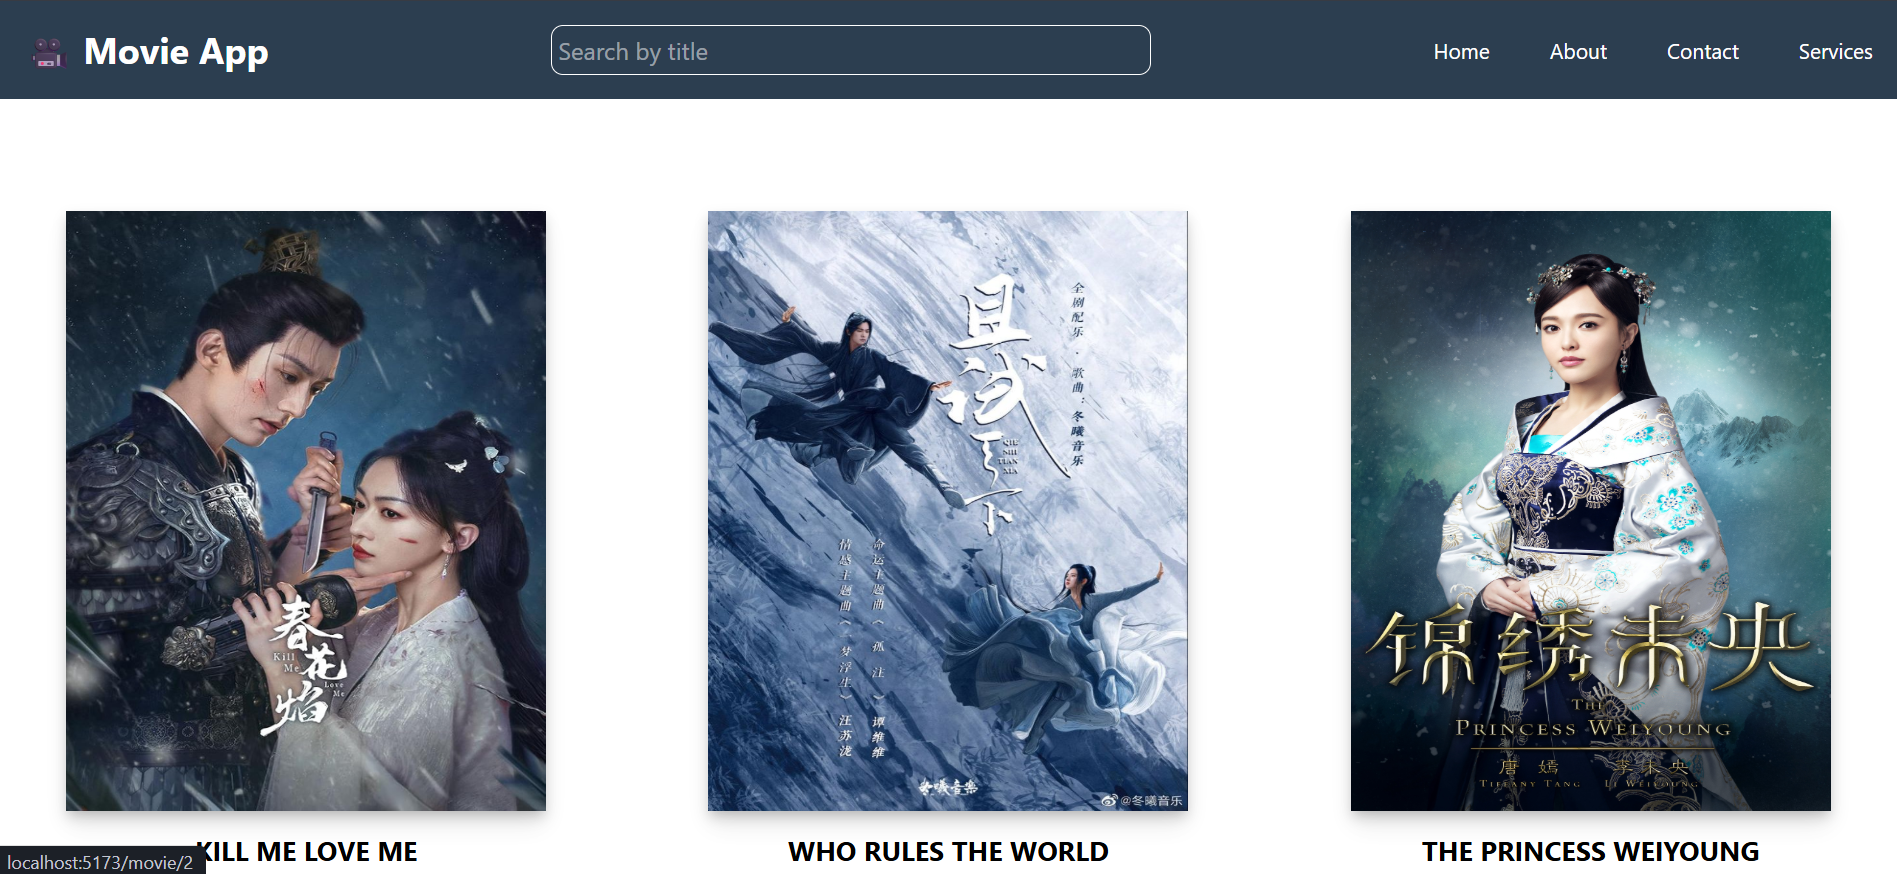 Movie App
Search by title
Home
About
Contact
Services
春花焰
Kill
Me
Love
Me
且试天下
QIE
SHI
TIAN
XIA
全剧配乐·歌曲：冬曦音乐
命运主题曲《孤注》谭维维
情感主题曲《一梦浮生》汪苏泷
冬曦音乐
@冬曦音乐
锦绣未央
THE
PRINCESS WEIYOUNG
唐嫣 李未央
TIFFANY TANG LI WEIYOUNG
KILL ME LOVE ME
WHO RULES THE WORLD
THE PRINCESS WEIYOUNG
localhost:5173/movie/2